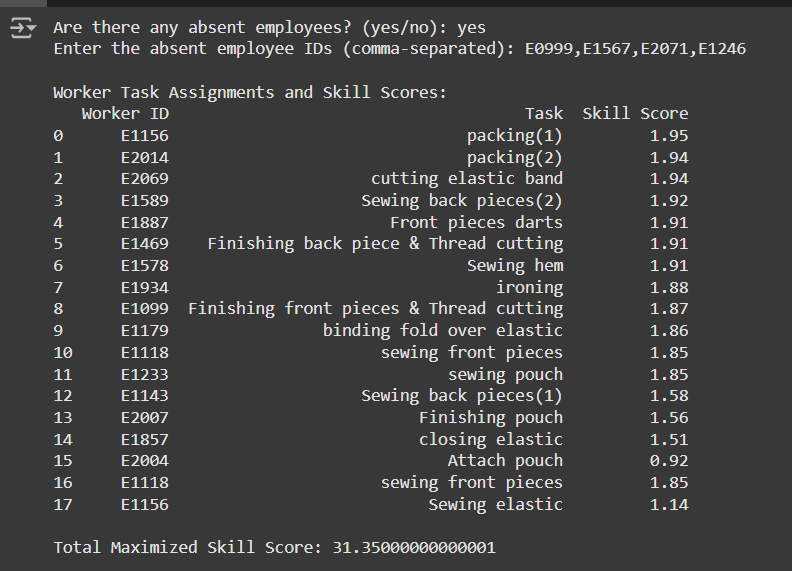 Are there any absent employees? (yes/no): yes
Enter the absent employee IDs (comma-separated): E0999,E1567,E2071,E1246
Worker Task Assignments and Skill Scores:
Worker ID Task Skill Score
0 E1156 packing(1) 1.95
1 E2014 packing(2) 1.94
2 E2069 cutting elastic band 1.94
3 E1589 Sewing back pieces(2) 1.92
4 E1887 Front pieces darts 1.91
5 E1469 Finishing back piece & Thread cutting 1.91
6 E1578 Sewing hem 1.91
7 E1934 ironing 1.88
8 E1099 Finishing front pieces & Thread cutting 1.87
9 E1179 binding fold over elastic 1.86
10 E1118 sewing front pieces 1.85
11 E1233 sewing pouch 1.85
12 E1143 Sewing back pieces(1) 1.58
13 E2007 Finishing pouch 1.56
14 E1857 closing elastic 1.51
15 E2004 Attach pouch 0.92
16 E1118 sewing front pieces 1.85
17 E1156 Sewing elastic 1.14
Total Maximized Skill Score: 31.35000000000001